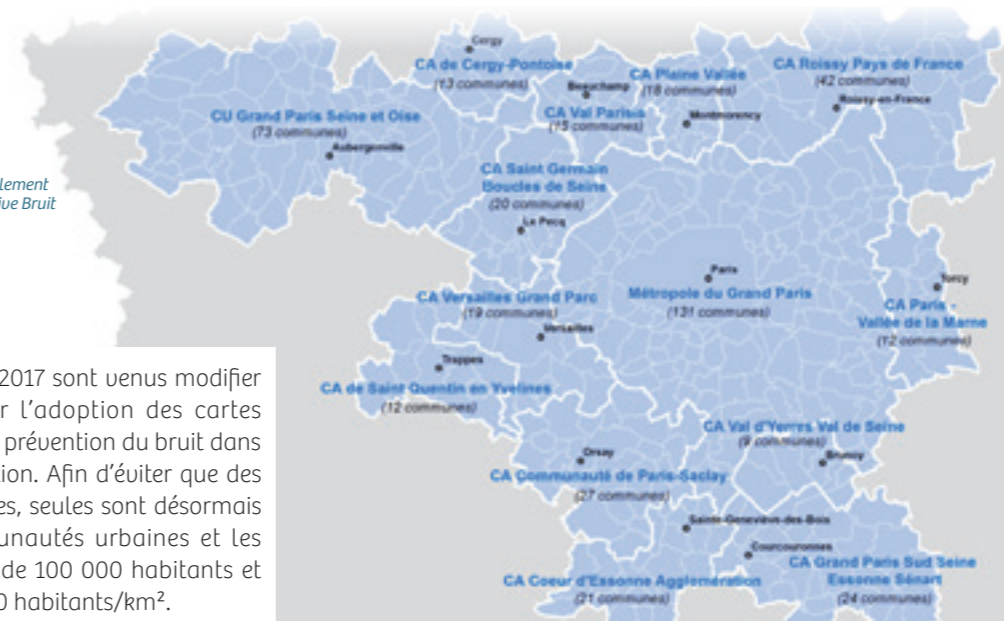 Cergy
CA de Cergy-Pontoise
(13 communes)
Beauchamp
CA Val Parisis
(15 communes)
CA Plaine Vallée
(18 communes)
Montmorency
CA Roissy Pays de France
(42 communes)
Roissy-en-France
CU Grand Paris Seine et Oise
(73 communes)
Aubergenville
CA Saint Germain
Boucles de Seine
(20 communes)
Le Pecq
lement
ive Bruit
Paris
Métropole du Grand Paris
(131 communes)
Torcy
CA Paris -
Vallée de la Marne
(12 communes)
CA Versailles Grand Parc
(19 communes)
Versailles
Trappes
CA de Saint Quentin en Yvelines
(12 communes)
2017 sont venus modifier
r l'adoption des cartes
prévention du bruit dans
tion. Afin d'éviter que des
es, seules sont désormais
unautés urbaines et les
de 100 000 habitants et
0 habitants/km².
CA Val d'Yerres Val de Seine
(9 communes)
Brunoy
Orsay
CA Communauté de Paris-Saclay
(27 communes)
Sainte-Geneviève-des-Bois
CA Coeur d'Essonne Agglomération
(21 communes)
Courcouronnes
CA Grand Paris Sud Seine
Essonne Sénart
(24 communes)